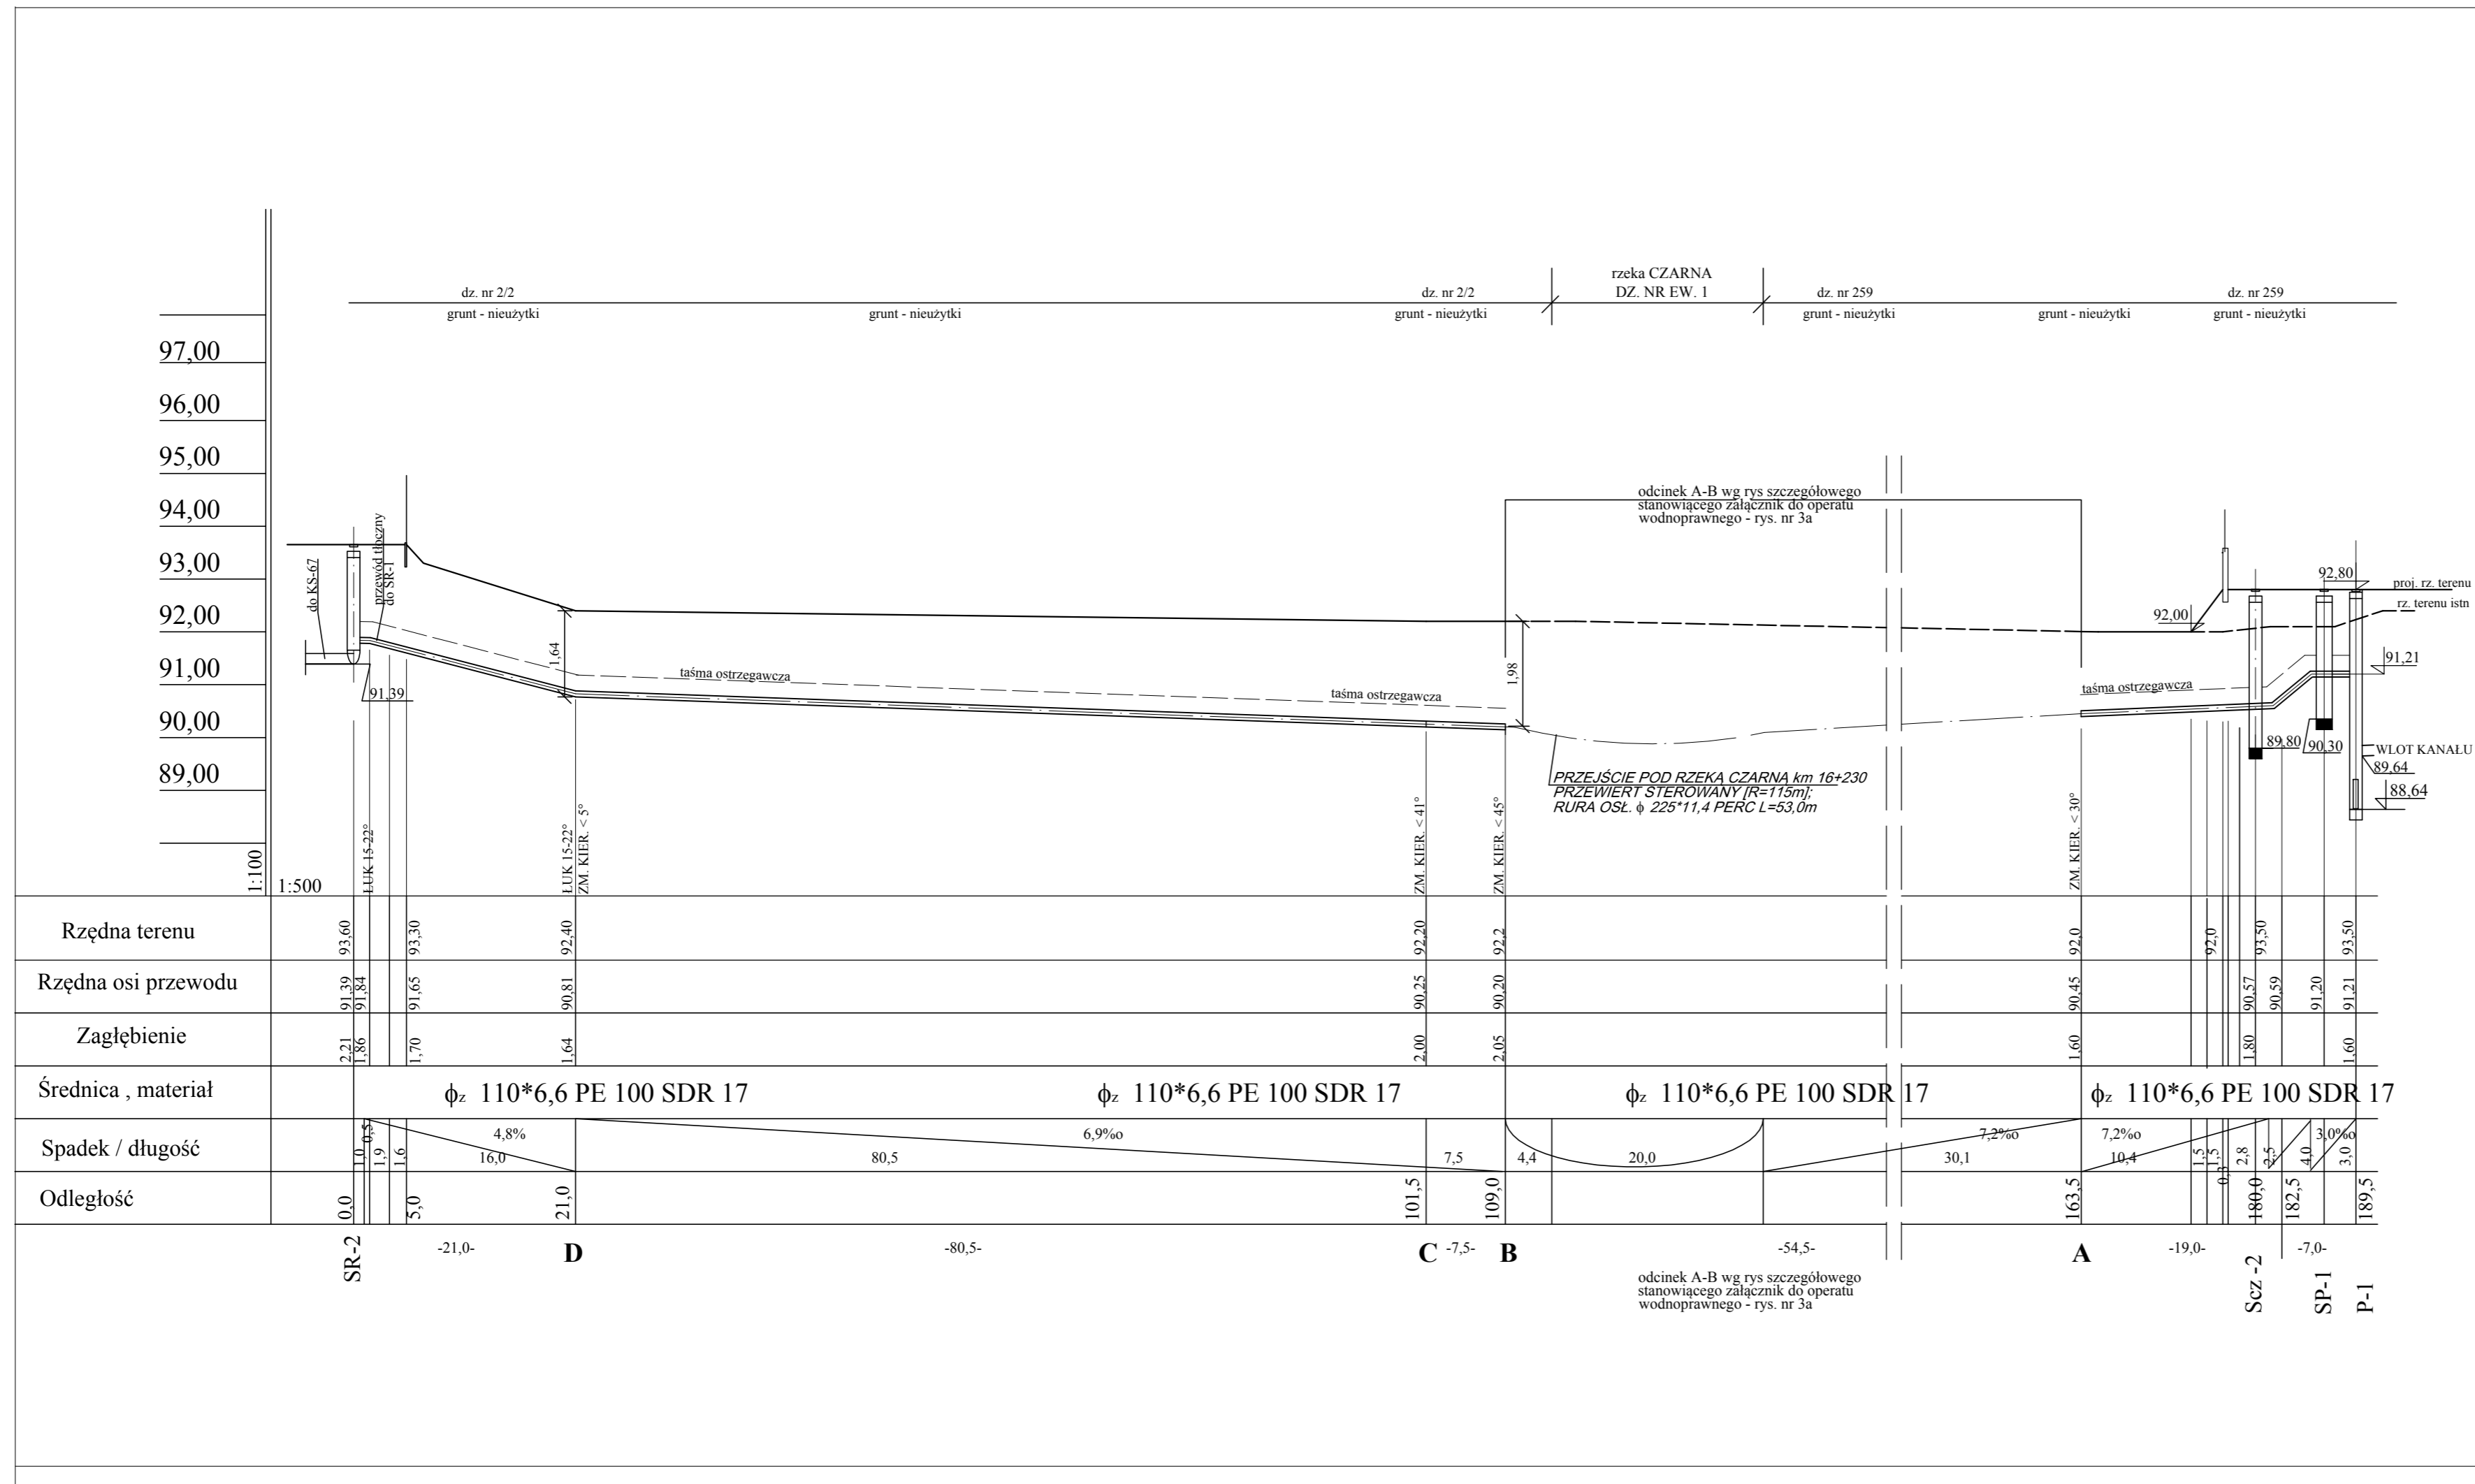 rzeka CZARNA
DZ. NR EW. 1
dz. nr 2/2
dz. nr 2/2
dz. nr 259
dz. nr 259
grunt - nieużytki
grunt - nieużytki
grunt - nieużytki
grunt - nieużytki
grunt - nieużytki
grunt - nieużytki
97,00
96,00
95,00
94,00
93,00
92,00
91,00
90,00
89,00
1:100
1:500
odcinek A-B wg rys szczegółowego
stanowiącego załącznik do operatu
wodnoprawnego - rys. nr 3a
do KS-67
przewód tłoczny
do SR-1
91,39
1,64
taśma ostrzegawcza
taśma ostrzegawcza
1,98
taśma ostrzegawcza
92,00
92,80
proj. rz. terenu
rz. terenu istn
91,21
89,80
90,30
WLOT KANAŁU
89,64
88,64
PRZEJŚCIE POD RZEKĄ CZARNĄ km 16+230
PRZEWIERT STEROWANY [R=115m];
RURA OSŁ. ϕ 225*11,4 PERC L=53,0m
ŁUK 15-22°
ŁUK 15-22°
ZM. KIER. < 5°
ZM. KIER. < 41°
ZM. KIER. < 45°
ZM. KIER. < 30°
Rzędna terenu
93,60
93,30
92,40
92,20
92,2
92,0
92,0
93,50
93,50
Rzędna osi przewodu
91,39
91,84
91,65
90,81
90,25
90,20
90,45
90,57
90,59
91,20
91,21
Zagłębienie
2,21
1,86
1,70
1,64
2,00
2,05
1,60
1,80
1,60
Średnica , materiał
ϕz 110*6,6 PE 100 SDR 17
ϕz 110*6,6 PE 100 SDR 17
ϕz 110*6,6 PE 100 SDR 17
ϕz 110*6,6 PE 100 SDR 17
Spadek / długość
1,0
0,5
1,9
1,6
4,8%
16,0
6,9%o
80,5
7,5
4,4
20,0
7,2%o
30,1
7,2%o
10,4
1,5
1,5
0,3
2,8
2,5
4,0
3,0%o
3,0
Odległość
0,0
5,0
21,0
101,5
109,0
163,5
180,0
182,5
189,5
SR-2
-21,0-
D
-80,5-
C
-7,5-
B
-54,5-
A
-19,0-
Scz -2
-7,0-
SP-1
P-1
odcinek A-B wg rys szczegółowego
stanowiącego załącznik do operatu
wodnoprawnego - rys. nr 3a